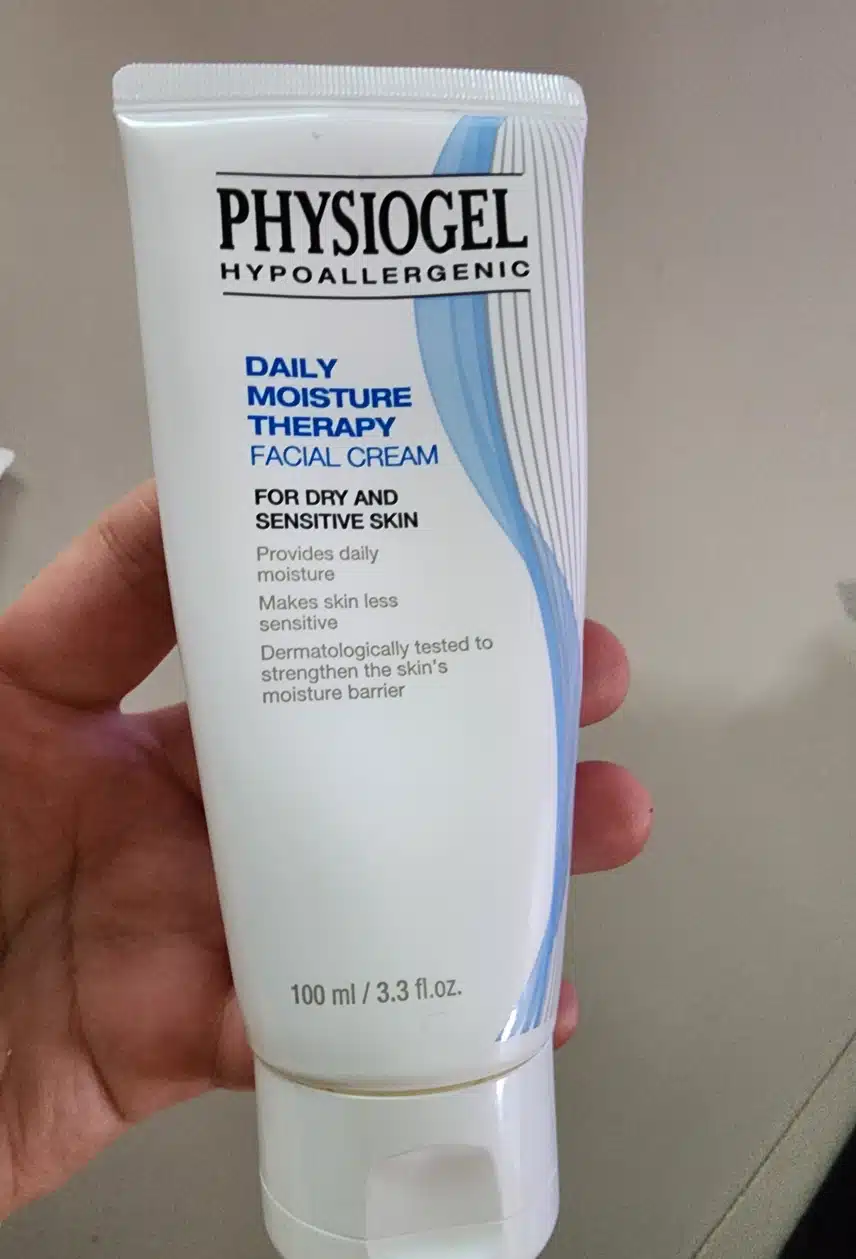 PHYSIOGEL
HYPOALLERGENIC
DAILY
MOISTURE
THERAPY
FACIAL CREAM
FOR DRY AND
SENSITIVE SKIN
Provides daily
moisture
Makes skin less
sensitive
Dermatologically tested to
strengthen the skin's
moisture barrier
100 ml / 3.3 fl.oz.